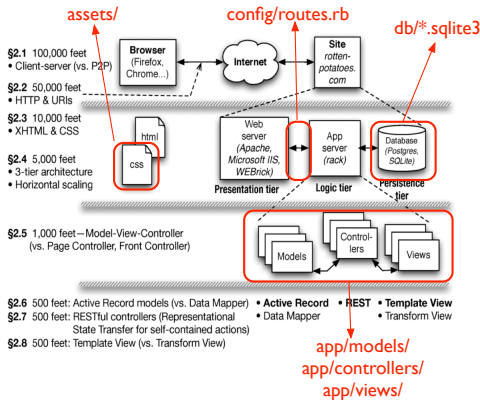 assets/
config/routes.rb
db/*.sqlite3
§2.1 100,000 feet
• Client-server (vs. P2P)
§2.2 50,000 feet
• HTTP & URIs
Browser
(Firefox,
Chrome...)
Internet
Site
rotten-
potatoes.
com
§2.3 10,000 feet
• XHTML & CSS
§2.4 5,000 feet
• 3-tier architecture
• Horizontal scaling
html
css
Web
server
(Apache,
Microsoft IIS,
WEBrick)
Presentation tier
App
server
(rack)
Logic tier
Database
(Postgres,
SQLite)
Persistence
tier
§2.5 1,000 feet—Model-View-Controller
(vs. Page Controller, Front Controller)
Models
Control-
lers
Views
§2.6 500 feet: Active Record models (vs. Data Mapper)
§2.7 500 feet: RESTful controllers (Representational
State Transfer for self-contained actions)
§2.8 500 feet: Template View (vs. Transform View)
• Active Record
• Data Mapper
• REST
• Template View
• Transform View
app/models/
app/controllers/
app/views/